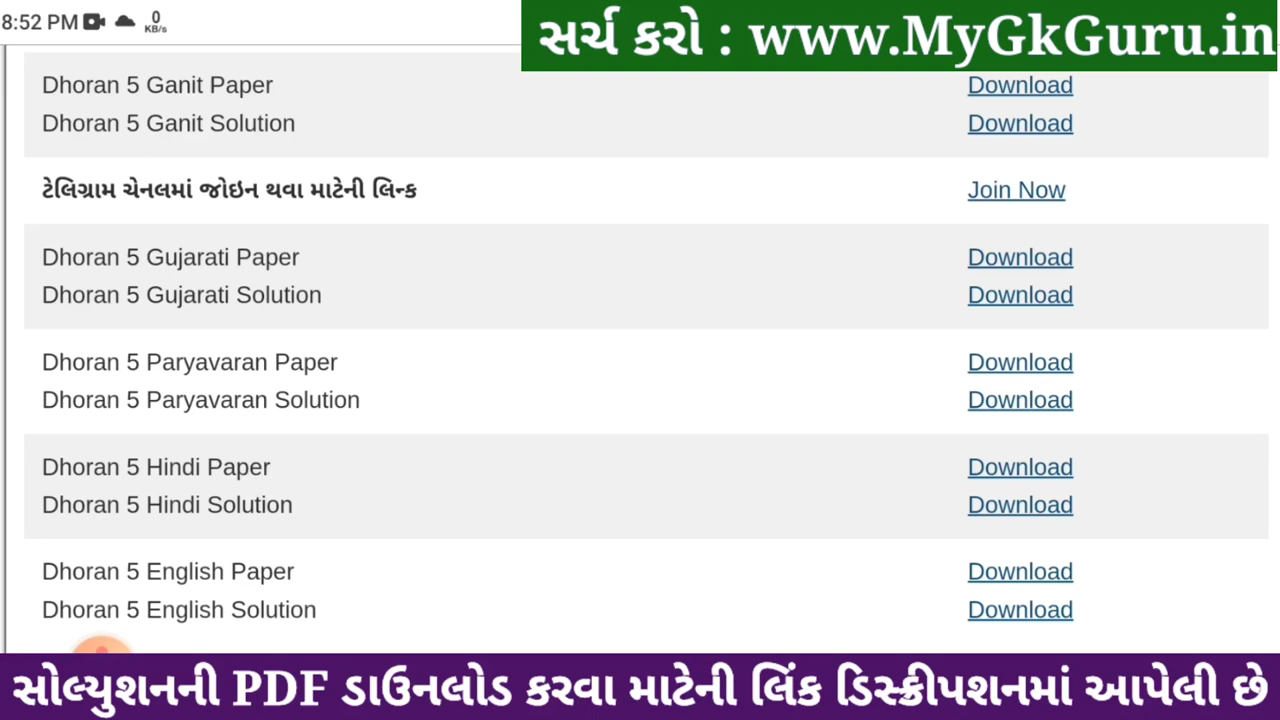 8:52 PM 0 KB/s
સર્ચ કરો : www.MyGkGuru.in
Dhoran 5 Ganit Paper Download
Dhoran 5 Ganit Solution Download
ટેલિગ્રામ ચેનલમાં જોઇન થવા માટેની લિન્ક Join Now
Dhoran 5 Gujarati Paper Download
Dhoran 5 Gujarati Solution Download
Dhoran 5 Paryavaran Paper Download
Dhoran 5 Paryavaran Solution Download
Dhoran 5 Hindi Paper Download
Dhoran 5 Hindi Solution Download
Dhoran 5 English Paper Download
Dhoran 5 English Solution Download
સોલ્યુશનની PDF ડાઉનલોડ કરવા માટેની લિંક ડિસ્ક્રીપશનમાં આપેલી છે